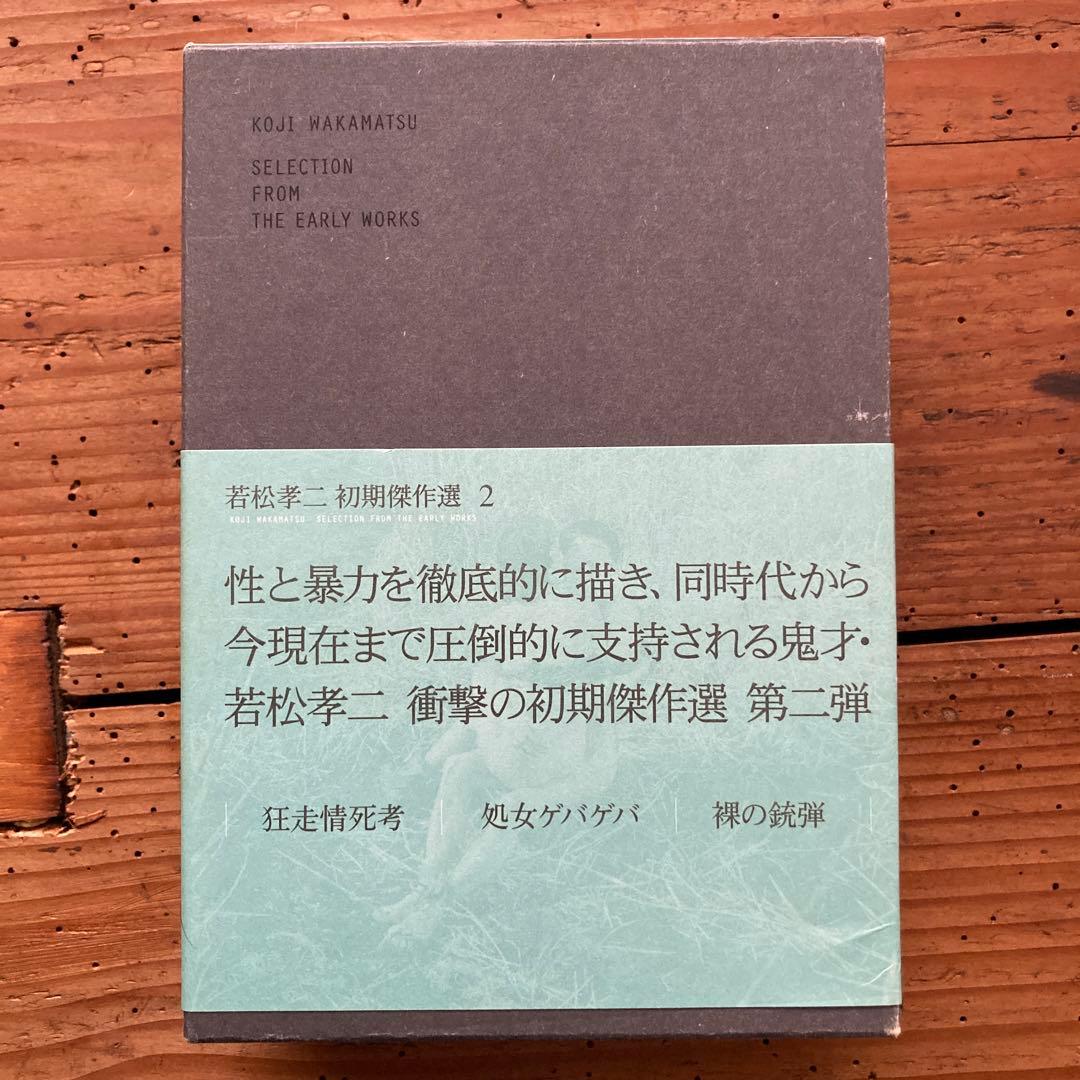 KOJI WAKAMATSU
SELECTION
FROM
THE EARLY WORKS
若松孝二 初期傑作選 2
KOJI WAKAMATSU SELECTION FROM THE EARLY WORKS
性と暴力を徹底的に描き、同時代から
今現在まで圧倒的に支持される鬼才・
若松孝二 衝撃の初期傑作選 第二弾
狂走情死考 処女ゲバゲバ 裸の銃弾